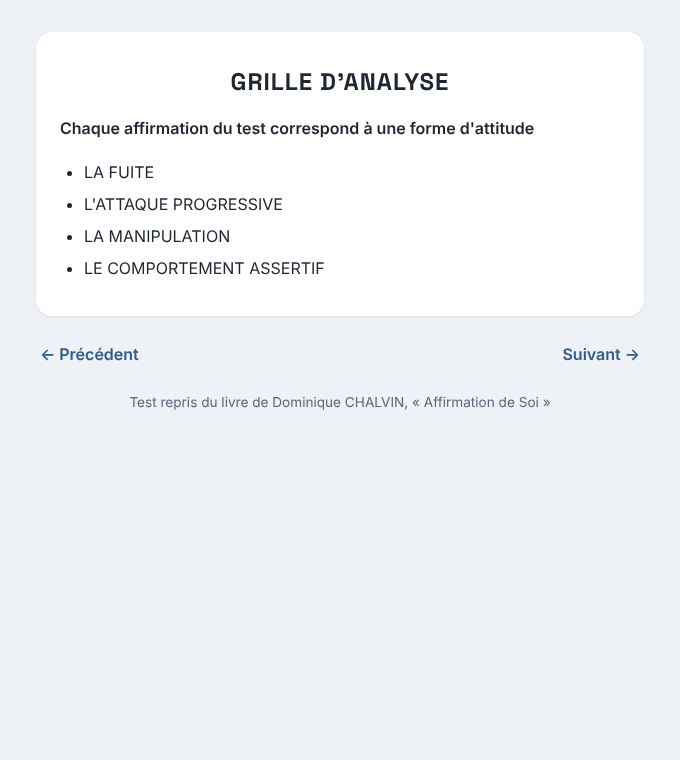 GRILLE D’ANALYSE
Chaque affirmation du test correspond à une forme d'attitude
• LA FUITE
• L'ATTAQUE PROGRESSIVE
• LA MANIPULATION
• LE COMPORTEMENT ASSERTIF
← Précédent
Suivant →
Test repris du livre de Dominique CHALVIN, « Affirmation de Soi »